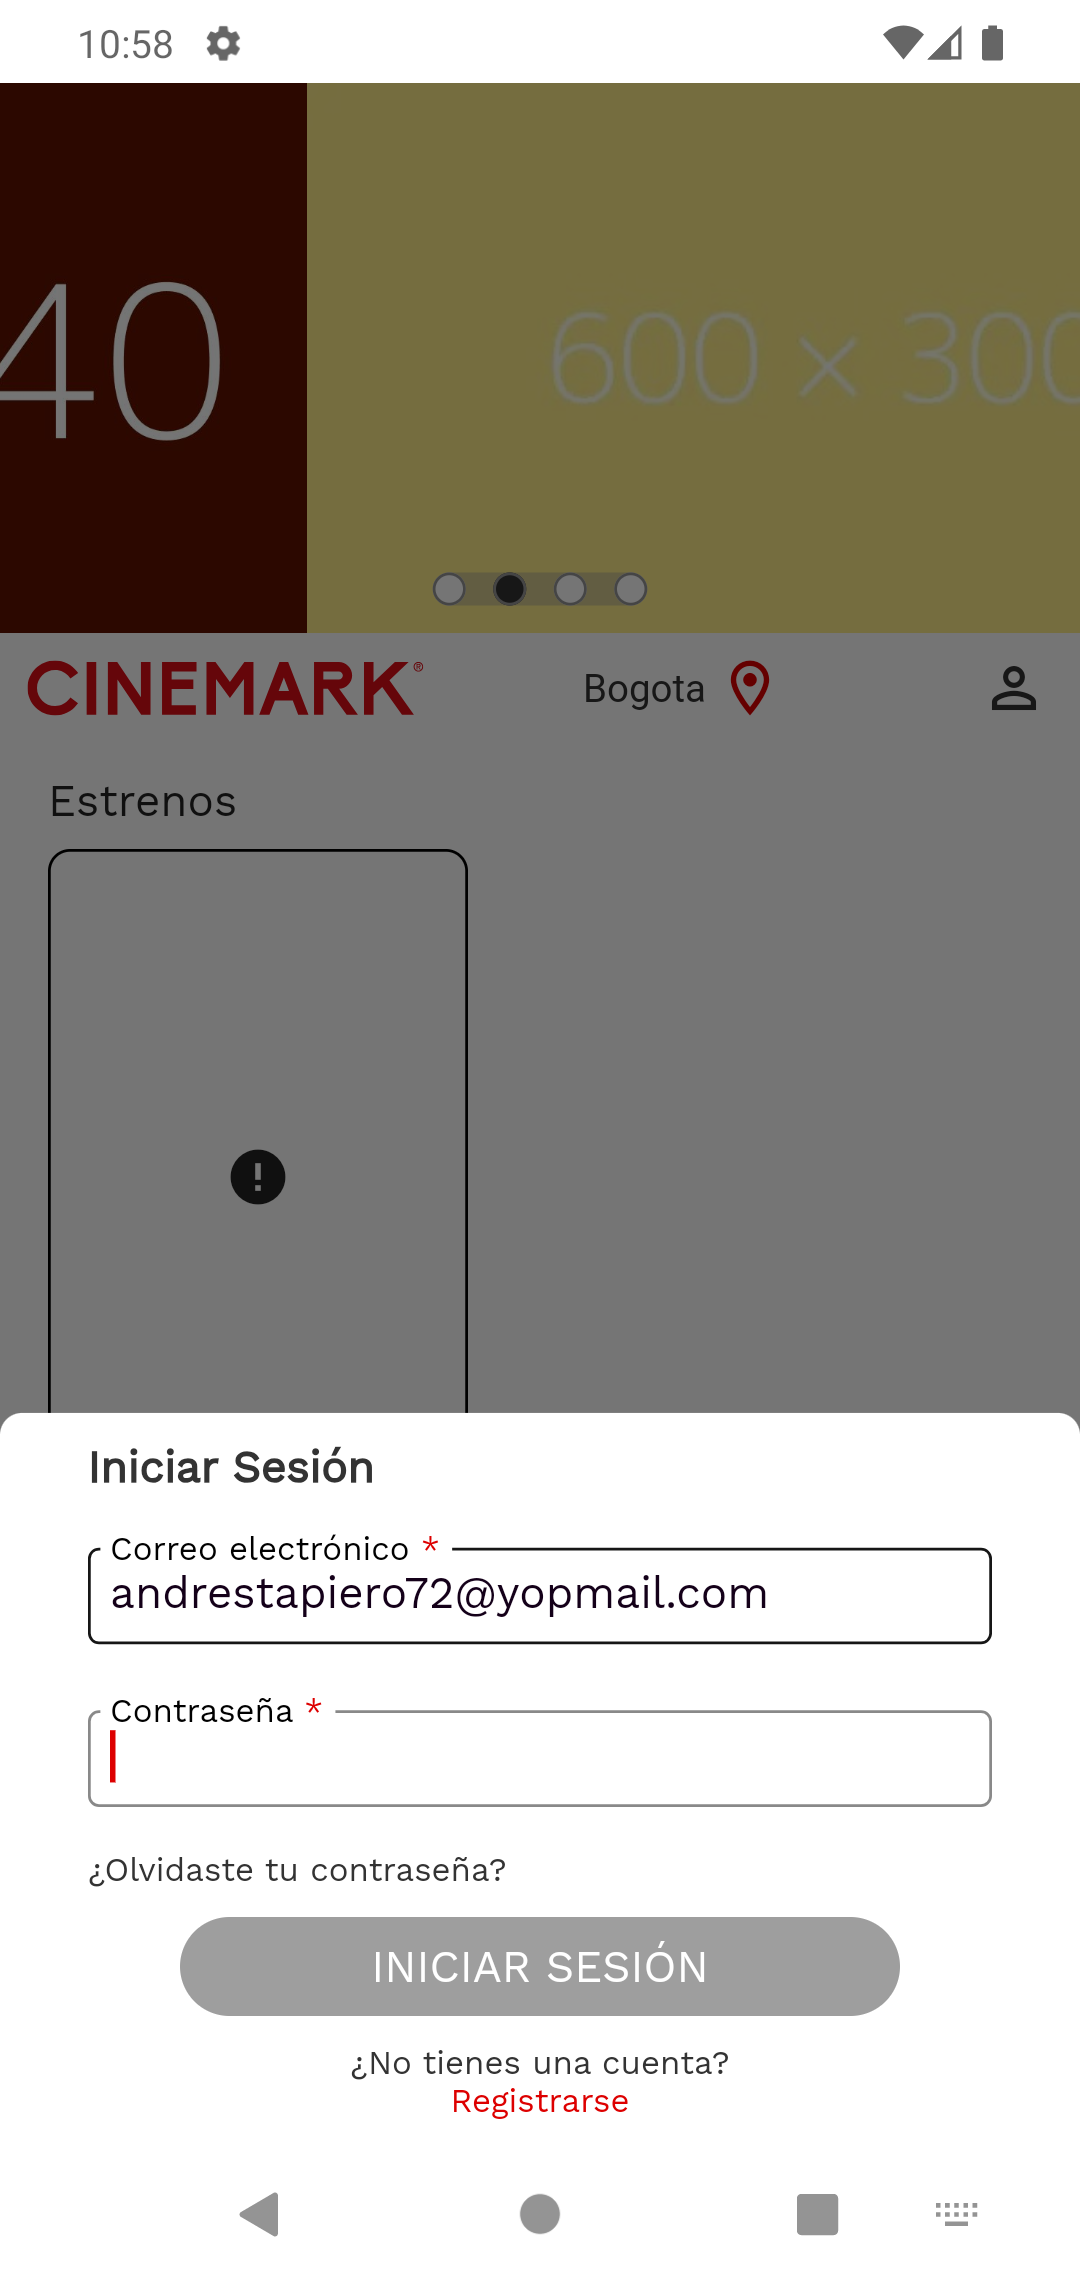 10:58
40
600 × 300
CINEMARK®
Bogota
Estrenos
Iniciar Sesión
Correo electrónico *
andrestapiero72@yopmail.com
Contraseña *
¿Olvidaste tu contraseña?
INICIAR SESIÓN
¿No tienes una cuenta?
Registrarse